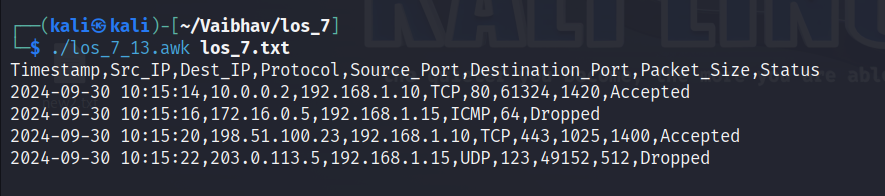 ┌──(kali㉿kali)-[~/Vaibhav/los_7]
└─$ ./los_7_13.awk los_7.txt
Timestamp,Src_IP,Dest_IP,Protocol,Source_Port,Destination_Port,Packet_Size,Status
2024-09-30 10:15:14,10.0.0.2,192.168.1.10,TCP,80,61324,1420,Accepted
2024-09-30 10:15:16,172.16.0.5,192.168.1.15,ICMP,64,Dropped
2024-09-30 10:15:20,198.51.100.23,192.168.1.10,TCP,443,1025,1400,Accepted
2024-09-30 10:15:22,203.0.113.5,192.168.1.15,UDP,123,49152,512,Dropped